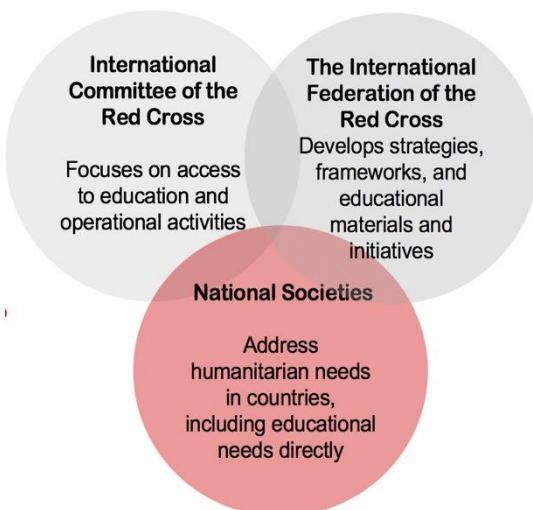 International
Committee of the
Red Cross
Focuses on access
to education and
operational activities
The International
Federation of the
Red Cross
Develops strategies,
frameworks, and
educational
materials and
initiatives
National Societies
Address
humanitarian needs
in countries,
including educational
needs directly